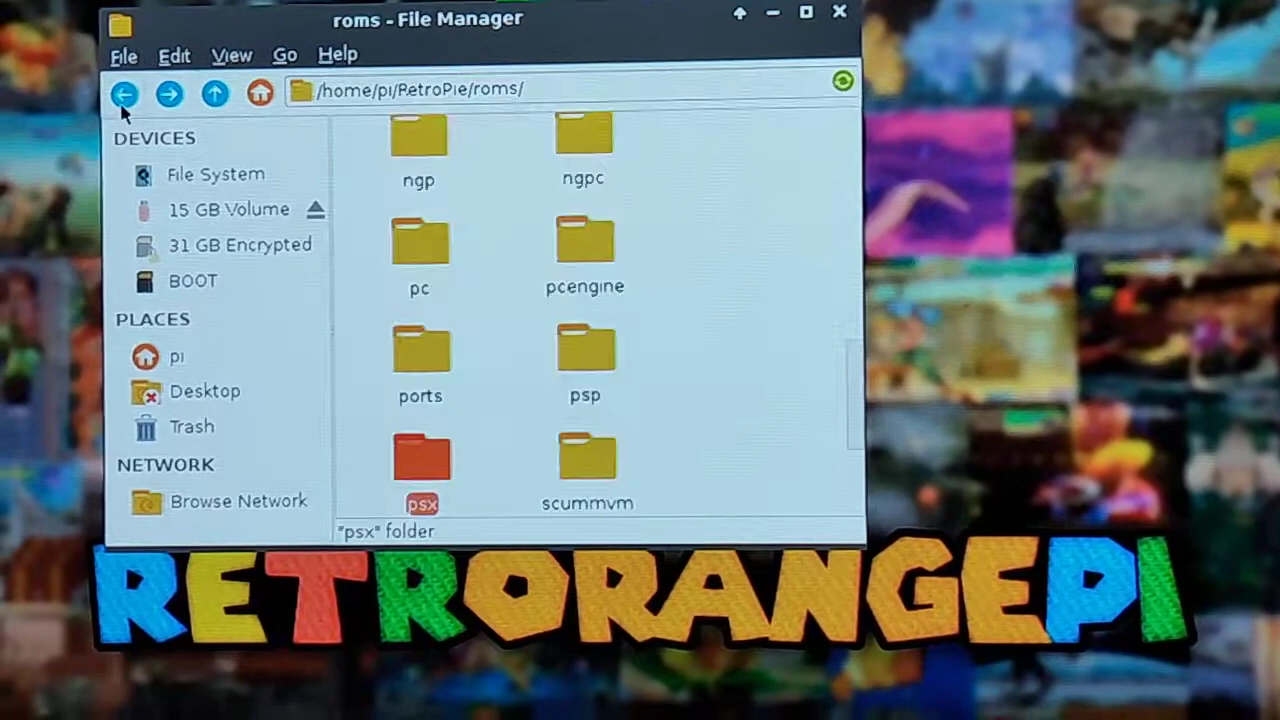 roms - File Manager
File Edit View Go Help
/home/pi/RetroPie/roms/
DEVICES
File System
15 GB Volume
31 GB Encrypted
BOOT
PLACES
pi
Desktop
Trash
NETWORK
Browse Network
ngp ngpc
pc pcengine
ports psp
psx scummvm
"psx" folder
RETRORANGEPI